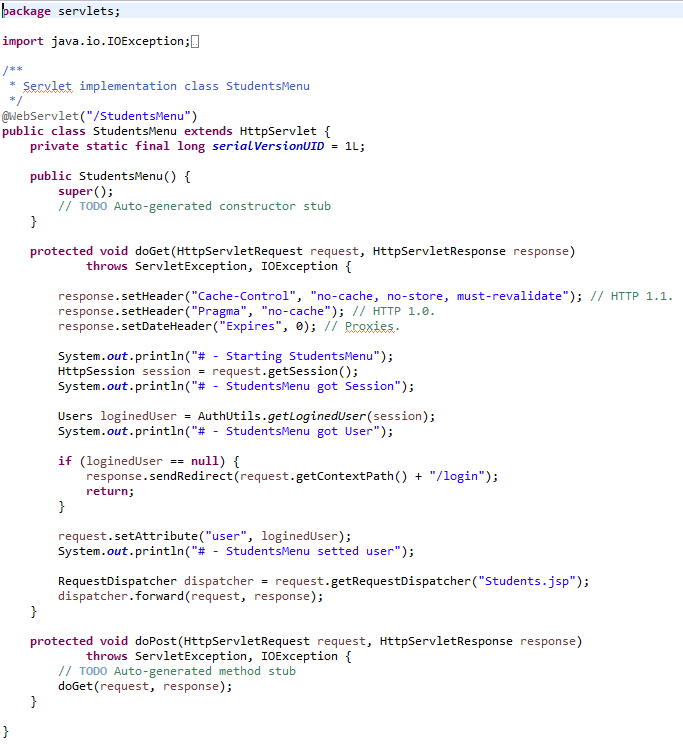 package servlets;
import java.io.IOException;
/**
 * Servlet implementation class StudentsMenu
 */
@WebServlet("/StudentsMenu")
public class StudentsMenu extends HttpServlet {
    private static final long serialVersionUID = 1L;
    public StudentsMenu() {
        super();
        // TODO Auto-generated constructor stub
    }
    protected void doGet(HttpServletRequest request, HttpServletResponse response)
            throws ServletException, IOException {
        response.setHeader("Cache-Control", "no-cache, no-store, must-revalidate"); // HTTP 1.1.
        response.setHeader("Pragma", "no-cache"); // HTTP 1.0.
        response.setDateHeader("Expires", 0); // Proxies.
        System.out.println("# - Starting StudentsMenu");
        HttpSession session = request.getSession();
        System.out.println("# - StudentsMenu got Session");
        Users loginedUser = AuthUtils.getLoginedUser(session);
        System.out.println("# - StudentsMenu got User");
        if (loginedUser == null) {
            response.sendRedirect(request.getContextPath() + "/login");
            return;
        }
        request.setAttribute("user", loginedUser);
        System.out.println("# - StudentsMenu setted user");
        RequestDispatcher dispatcher = request.getRequestDispatcher("Students.jsp");
        dispatcher.forward(request, response);
    }
    protected void doPost(HttpServletRequest request, HttpServletResponse response)
            throws ServletException, IOException {
        // TODO Auto-generated method stub
        doGet(request, response);
    }
}